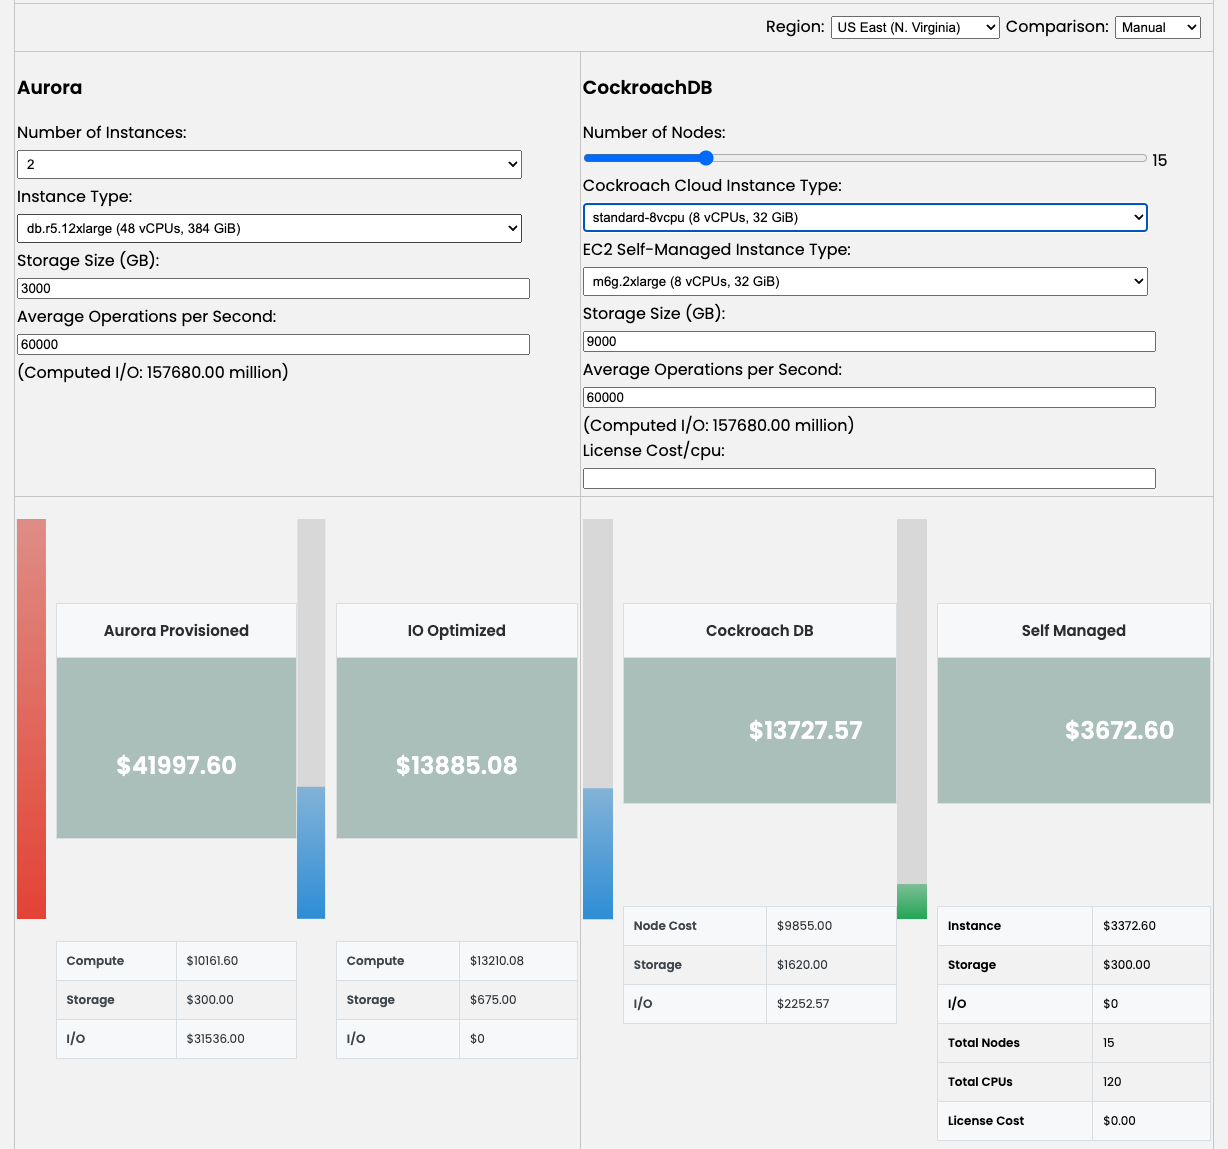 Region: US East (N. Virginia) Comparison: Manual
Aurora
Number of Instances:
2
Instance Type:
db.r5.12xlarge (48 vCPUs, 384 GiB)
Storage Size (GB):
3000
Average Operations per Second:
60000
(Computed I/O: 157680.00 million)
CockroachDB
Number of Nodes:
15
Cockroach Cloud Instance Type:
standard-8vcpu (8 vCPUs, 32 GiB)
EC2 Self-Managed Instance Type:
m6g.2xlarge (8 vCPUs, 32 GiB)
Storage Size (GB):
9000
Average Operations per Second:
60000
(Computed I/O: 157680.00 million)
License Cost/cpu:
Aurora Provisioned
$41997.60
Compute $10161.60
Storage $300.00
I/O $31536.00
IO Optimized
$13885.08
Compute $13210.08
Storage $675.00
I/O $0
Cockroach DB
$13727.57
Node Cost $9855.00
Storage $1620.00
I/O $2252.57
Self Managed
$3672.60
Instance $3372.60
Storage $300.00
I/O $0
Total Nodes 15
Total CPUs 120
License Cost $0.00